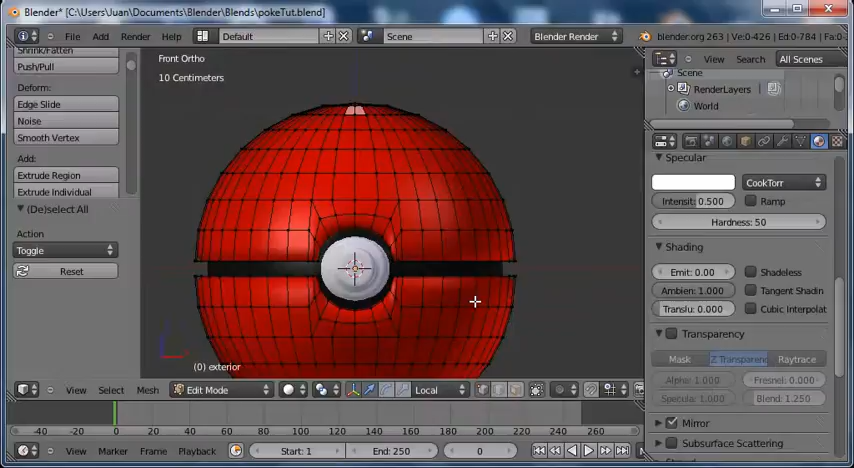 Blender* [C:\Users\Juan\Documents\Blender\Blends\pokeTut.blend]
File Add Render Help Default Scene Blender Render blender.org 263 | Ve:0-426 | Ed:0-784 | Fa:0
Shrink/Fatten
Push/Pull
Deform:
Edge Slide
Noise
Smooth Vertex
Add:
Extrude Region
Extrude Individual
(De)select All
Action
Toggle
Reset
Front Ortho
10 Centimeters
(0) exterior
View Search All Scenes
Scene
RenderLayers
World
Specular
CookTorr
Intensit: 0.500 Ramp
Hardness: 50
Shading
Emit: 0.00 Shadeless
Ambien: 1.000 Tangent Shadin
Translu: 0.000 Cubic Interpolat
Transparency
Mask Z Transparenc Raytrace
Alpha: 1.000 Fresnel: 0.000
Specular: 1.000 Blend: 1.250
Mirror
Subsurface Scattering
View Select Mesh Edit Mode Local
-40 -20 0 20 40 60 80 100 120 140 160 180 200 220 240 260
View Marker Frame Playback Start: 1 End: 250 0